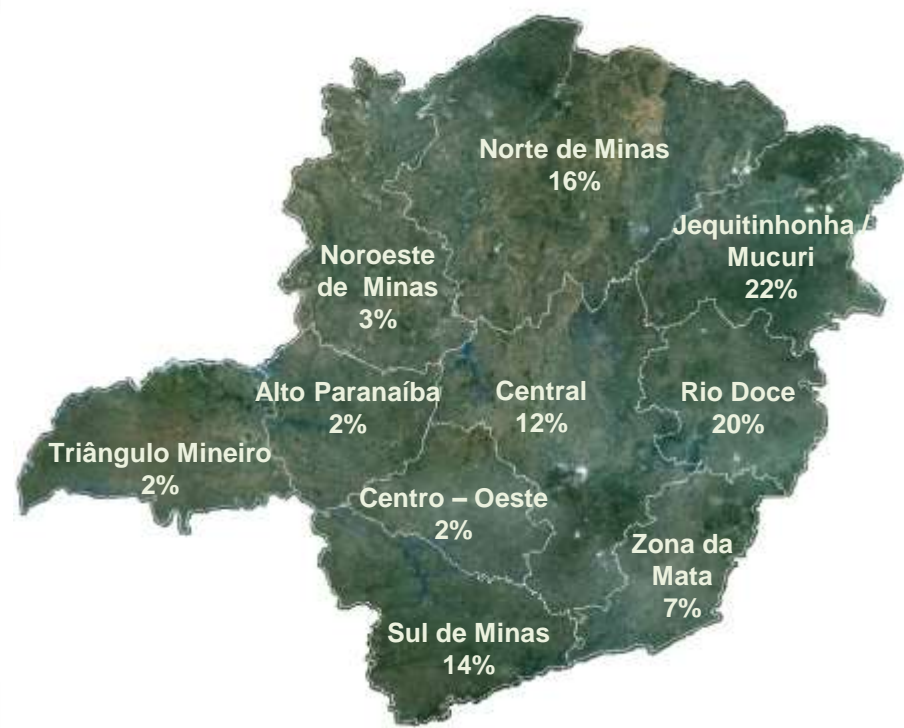 Norte de Minas
16%
Jequitinhonha /
Mucuri
22%
Noroeste
de Minas
3%
Alto Paranaíba
2%
Central
12%
Rio Doce
20%
Triângulo Mineiro
2%
Centro – Oeste
2%
Zona da
Mata
7%
Sul de Minas
14%